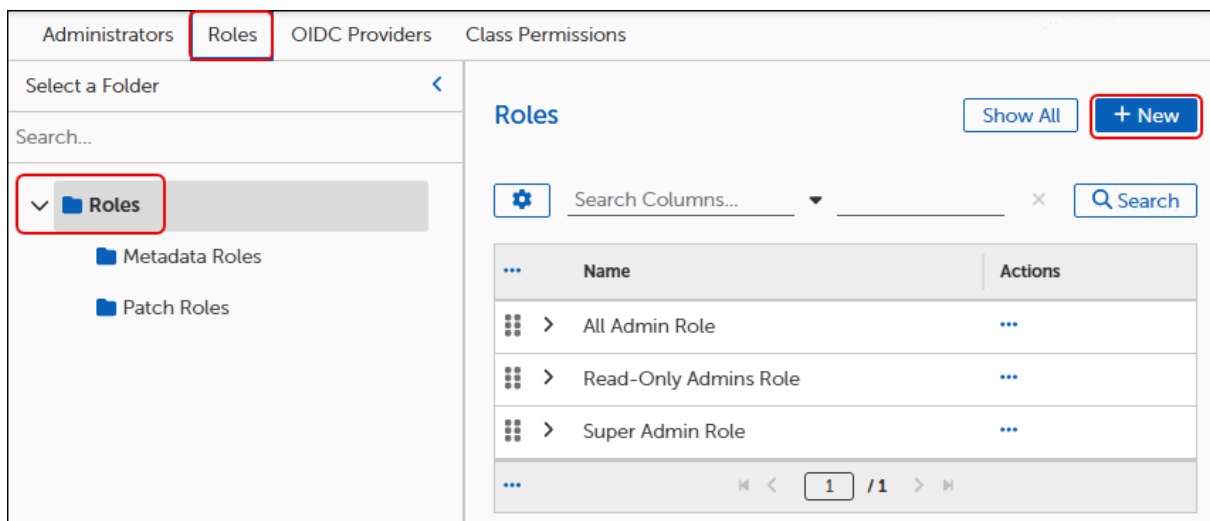 Administrators Roles OIDC Providers Class Permissions
Select a Folder
Search...
Roles
Metadata Roles
Patch Roles
Roles Show All + New
Search Columns... Search
Name Actions
All Admin Role
Read-Only Admins Role
Super Admin Role
1 / 1